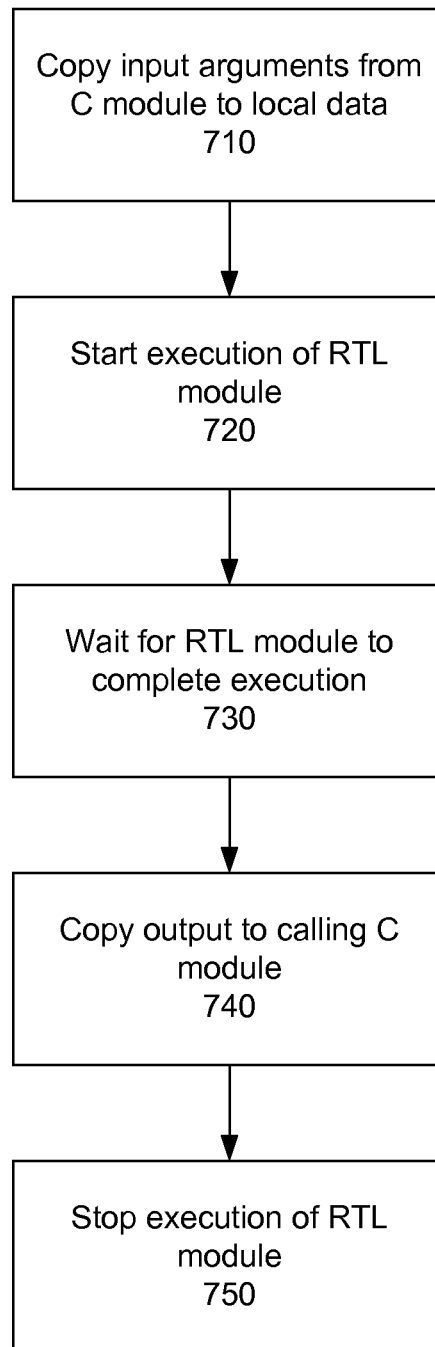 Copy input arguments from
C module to local data
710
Start execution of RTL
module
720
Wait for RTL module to
complete execution
730
Copy output to calling C
module
740
Stop execution of RTL
module
750